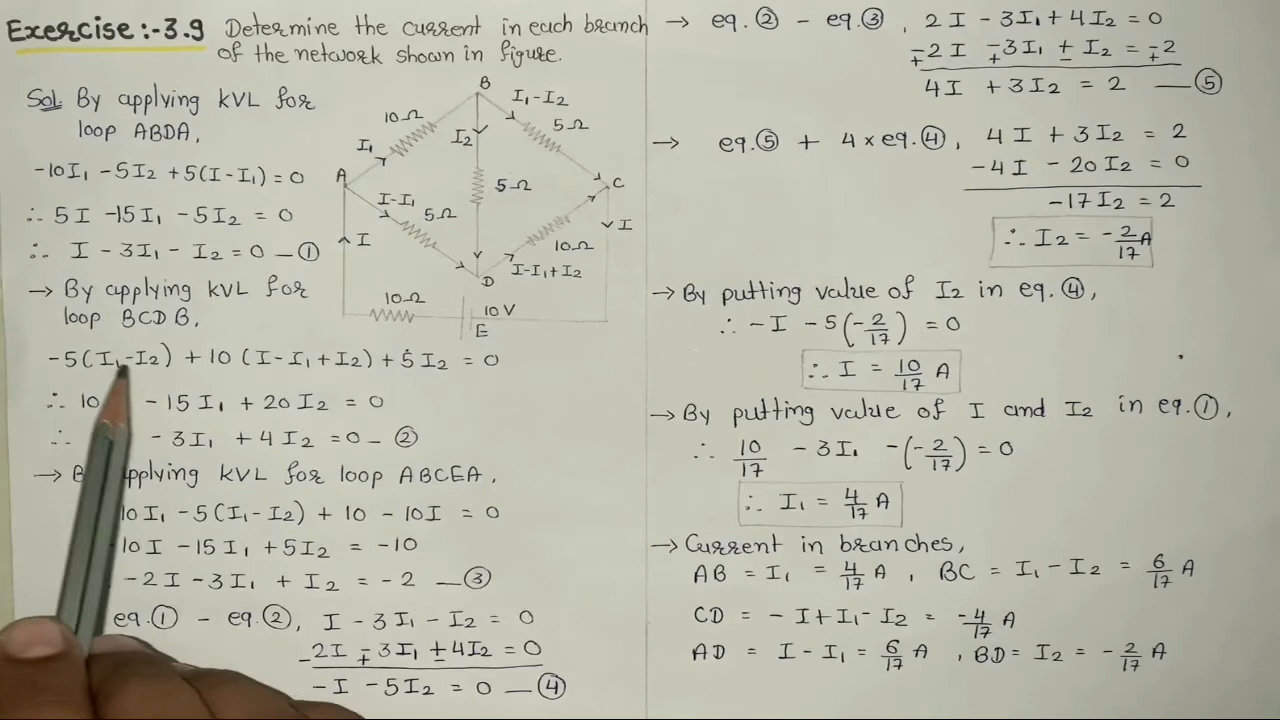 Exercise :- 3.9 Determine the current in each branch
of the network shown in figure.
Sol. By applying KVL for
loop ABDA,
-10I₁ - 5I₂ + 5(I-I₁) = 0
∴ 5I - 15I₁ - 5I₂ = 0
∴ I - 3I₁ - I₂ = 0 — ①
→ By applying KVL for
loop BCDB,
-5(I₁-I₂) + 10(I-I₁+I₂) + 5I₂ = 0
∴ 10 - 15I₁ + 20I₂ = 0
∴ - 3I₁ + 4I₂ = 0 — ②
→ applying KVL for loop ABCEA,
10I₁ - 5(I₁-I₂) + 10 - 10I = 0
10I - 15I₁ + 5I₂ = -10
-2I - 3I₁ + I₂ = -2 — ③
eq.① - eq.②, I - 3I₁ - I₂ = 0
-2I ∓ 3I₁ ± 4I₂ = 0
-I - 5I₂ = 0 — ④
B
I₁-I₂
10Ω
5Ω
I₁
I₂
A
5Ω
C
I-I₁
5Ω
I
I
10Ω
D
I-I₁+I₂
10Ω
10V
E
→ eq.② - eq.③, 2I - 3I₁ + 4I₂ = 0
∓2I ∓3I₁ ± I₂ = ∓2
4I + 3I₂ = 2 — ⑤
→ eq.⑤ + 4×eq.④, 4I + 3I₂ = 2
-4I - 20I₂ = 0
-17I₂ = 2
∴ I₂ = -2/17 A
→ By putting value of I₂ in eq.④,
∴ -I - 5(-2/17) = 0
∴ I = 10/17 A
→ By putting value of I and I₂ in eq.①,
∴ 10/17 - 3I₁ - (-2/17) = 0
∴ I₁ = 4/17 A
→ Current in branches,
AB = I₁ = 4/17 A , BC = I₁ - I₂ = 6/17 A
CD = -I + I₁ - I₂ = -4/17 A
AD = I - I₁ = 6/17 A , BD = I₂ = -2/17 A